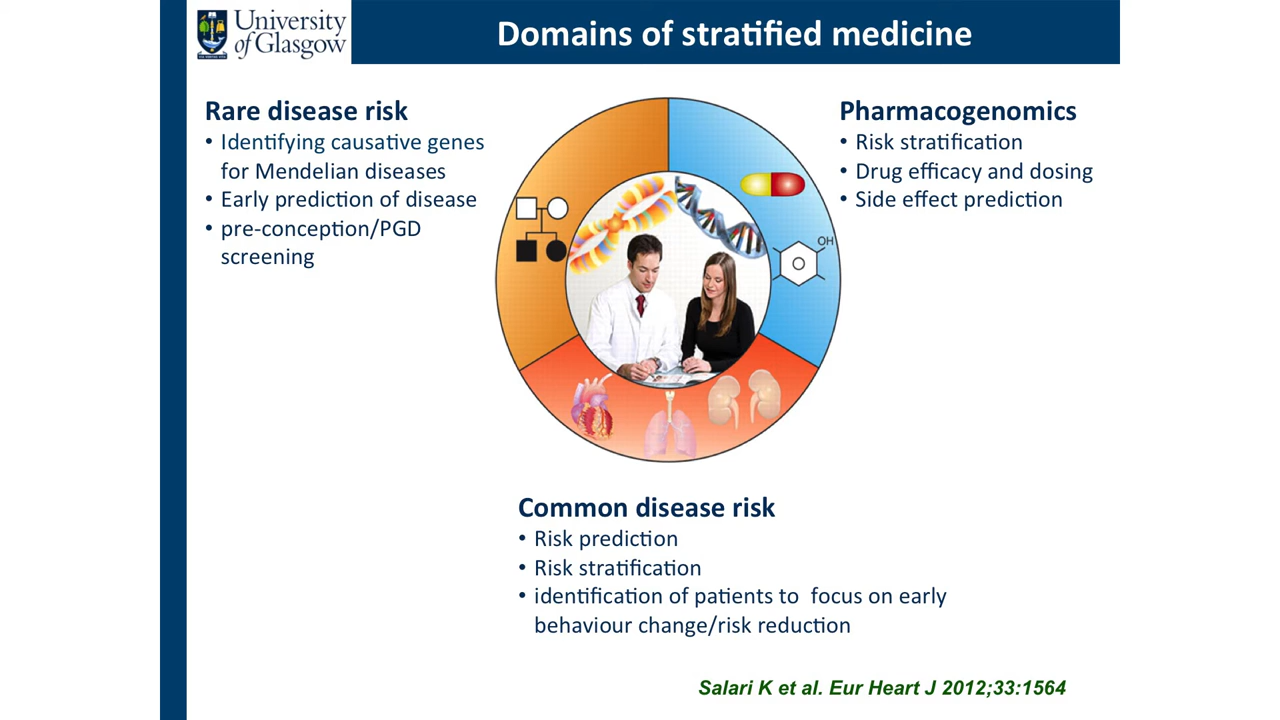 University
of Glasgow
Domains of stratified medicine
Rare disease risk
• Identifying causative genes
for Mendelian diseases
• Early prediction of disease
• pre-conception/PGD
screening
Pharmacogenomics
• Risk stratification
• Drug efficacy and dosing
• Side effect prediction
OH
Common disease risk
• Risk prediction
• Risk stratification
• identification of patients to  focus on early
behaviour change/risk reduction
Salari K et al. Eur Heart J 2012;33:1564